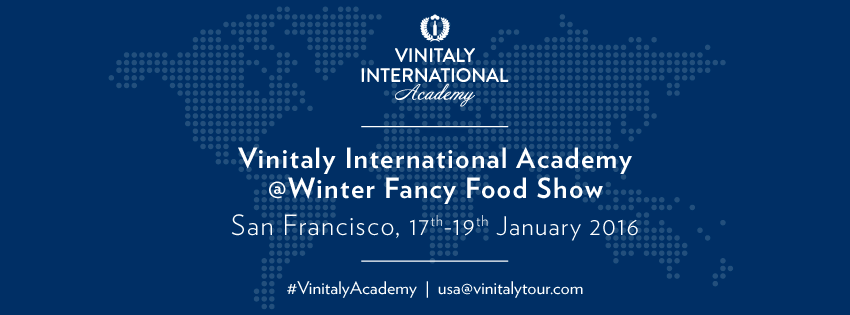 VINITALY
INTERNATIONAL
Academy
Vinitaly International Academy
@Winter Fancy Food Show
San Francisco, 17th-19th January 2016
#VinitalyAcademy | usa@vinitalytour.com